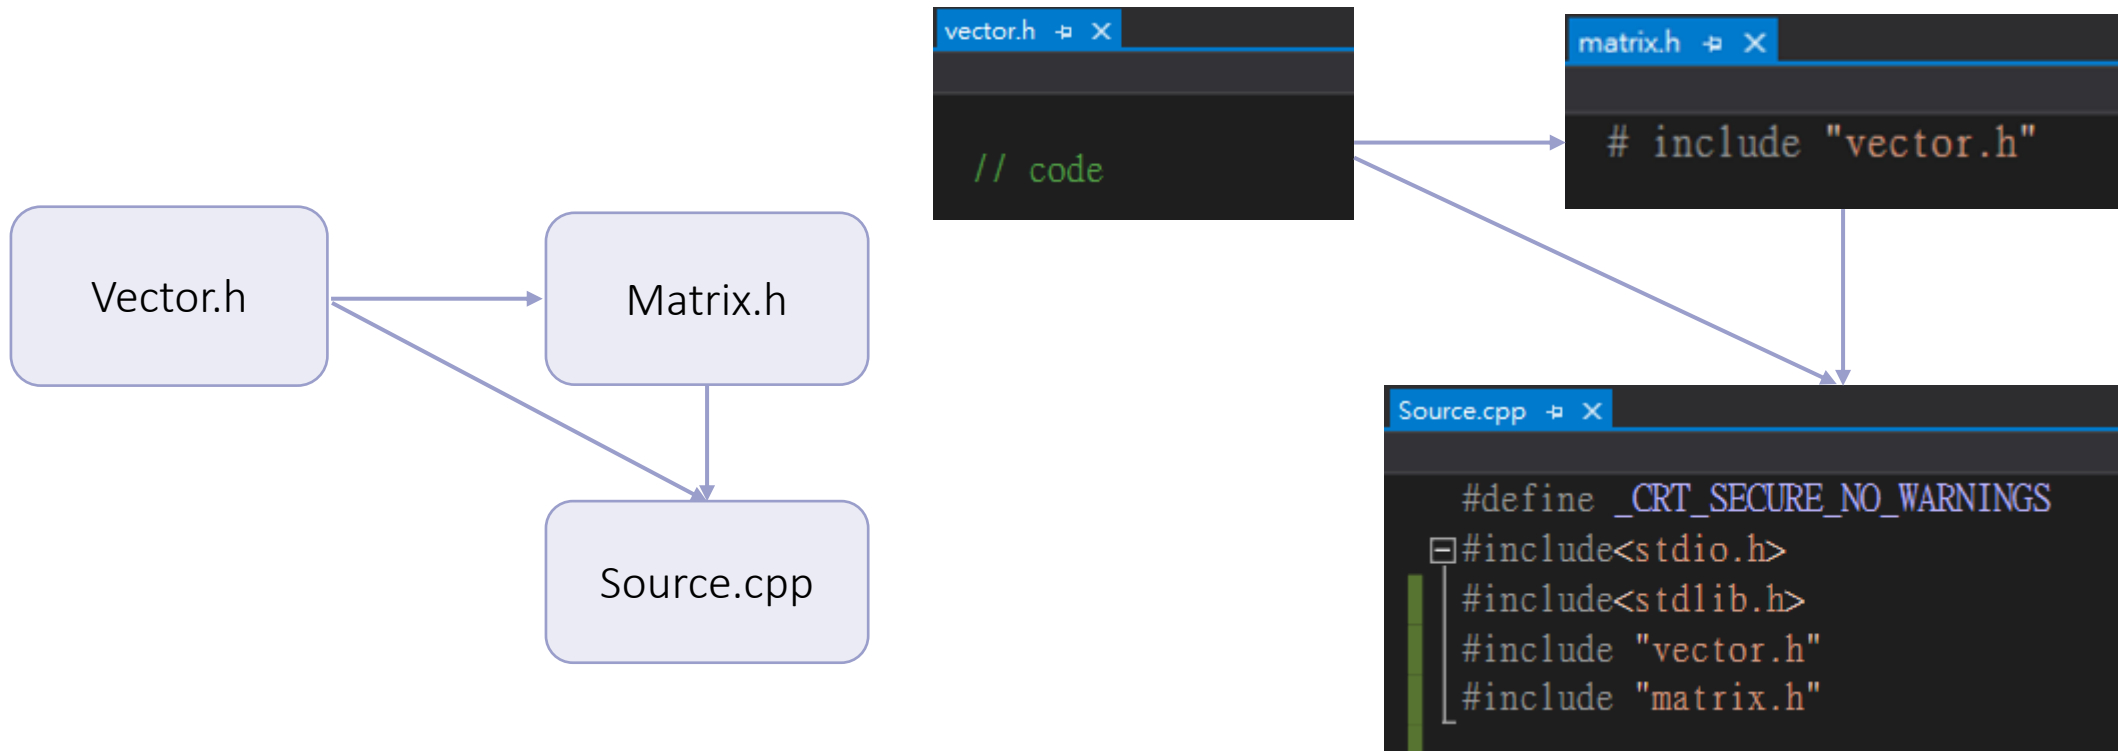 Vector.h
Matrix.h
Source.cpp
vector.h
// code
matrix.h
# include "vector.h"
Source.cpp
#define _CRT_SECURE_NO_WARNINGS
#include<stdio.h>
#include<stdlib.h>
#include "vector.h"
#include "matrix.h"